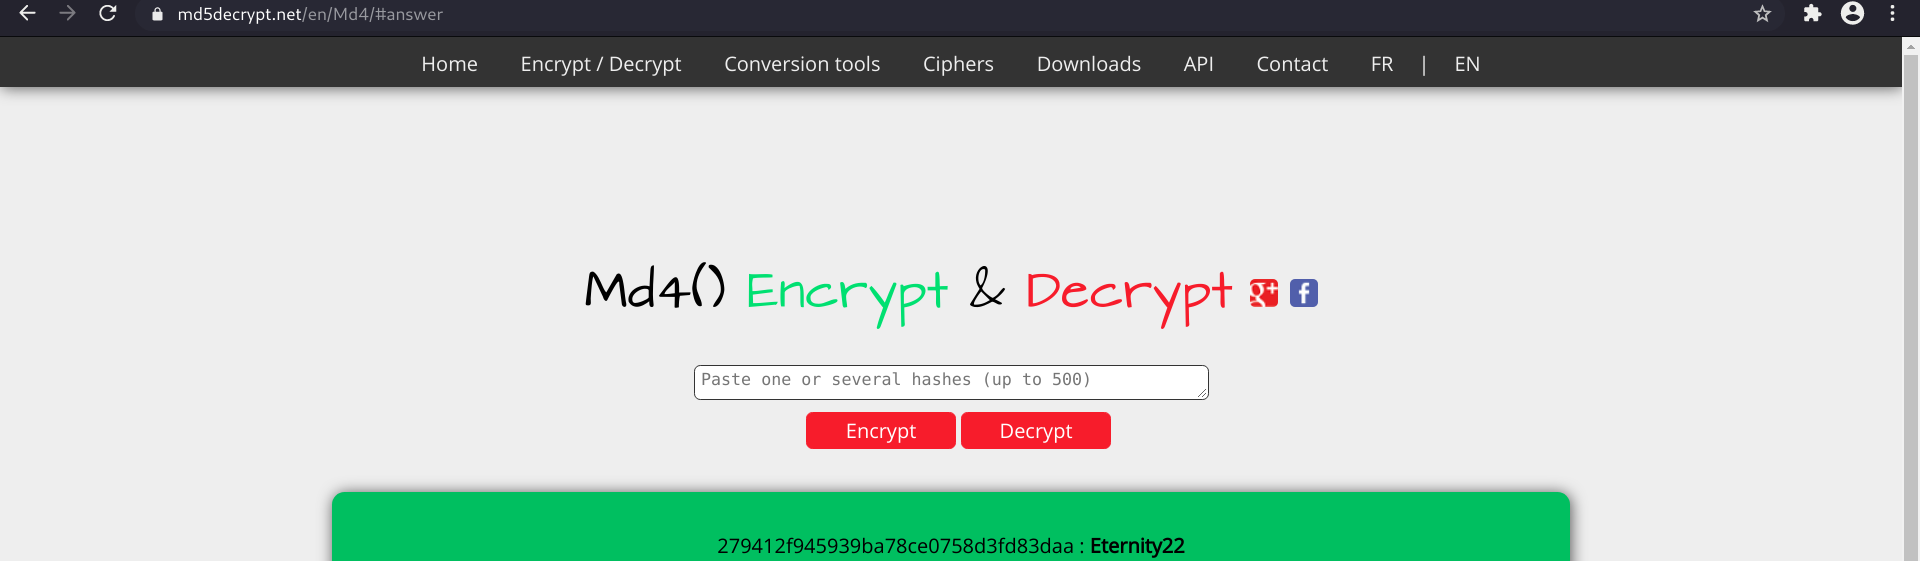 md5decrypt.net/en/Md4/#answer
Home Encrypt / Decrypt Conversion tools Ciphers Downloads API Contact FR | EN
Md4() Encrypt & Decrypt g+ f
Paste one or several hashes (up to 500)
Encrypt Decrypt
279412f945939ba78ce0758d3fd83daa : Eternity22